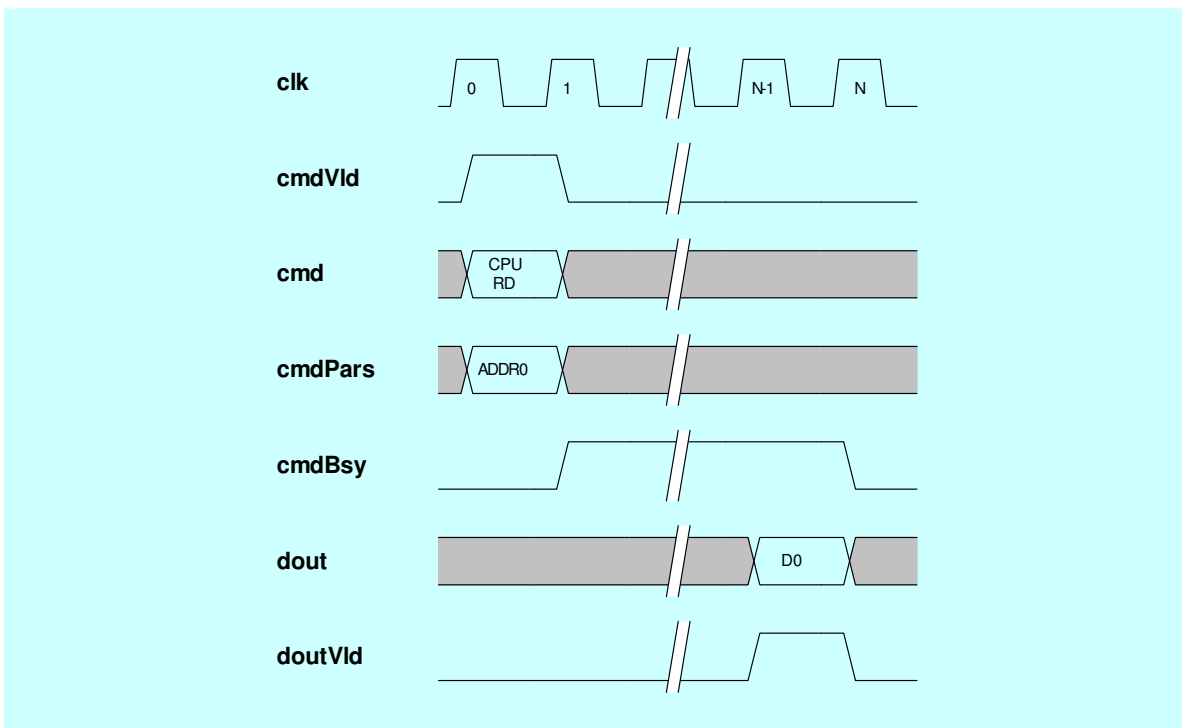 clk
0
1
N-1
N
cmdVld
cmd
CPU
RD
cmdPars
ADDR0
cmdBsy
dout
D0
doutVld